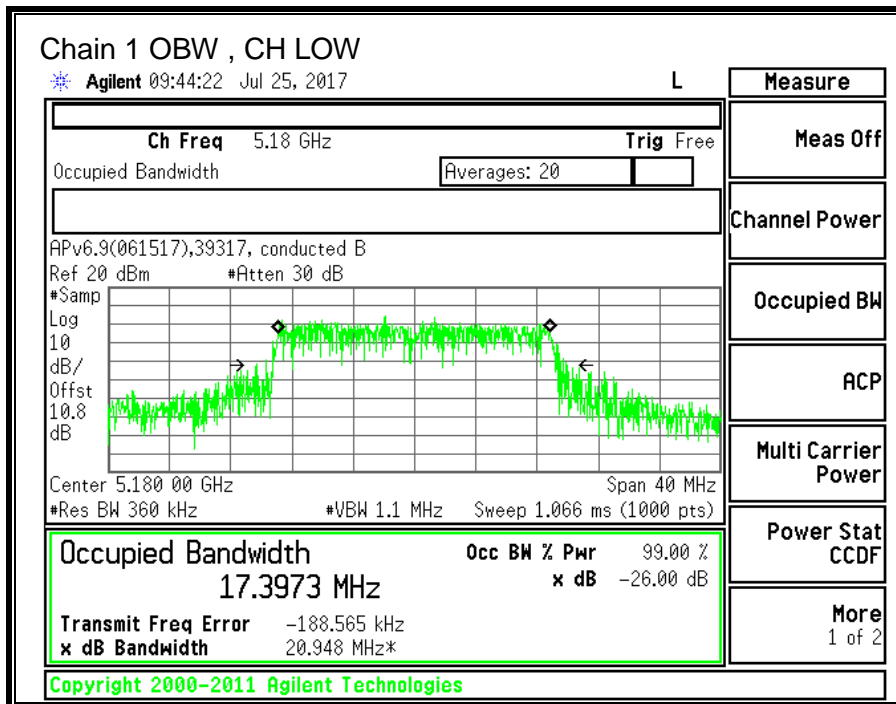 Chain 1 OBW , CH LOW
Agilent 09:44:22 Jul 25, 2017 L
Measure
Ch Freq 5.18 GHz Trig Free
Occupied Bandwidth Averages: 20
APv6.9(061517),39317, conducted B
Ref 20 dBm #Atten 30 dB
#Samp
Log
10
dB/
Offst
10.8
dB
Center 5.180 00 GHz Span 40 MHz
#Res BW 360 kHz #VBW 1.1 MHz Sweep 1.066 ms (1000 pts)
Occupied Bandwidth Occ BW % Pwr 99.00 %
17.3973 MHz x dB -26.00 dB
Transmit Freq Error -188.565 kHz
x dB Bandwidth 20.948 MHz*
Meas Off
Channel Power
Occupied BW
ACP
Multi Carrier
Power
Power Stat
CCDF
More
1 of 2
Copyright 2000-2011 Agilent Technologies